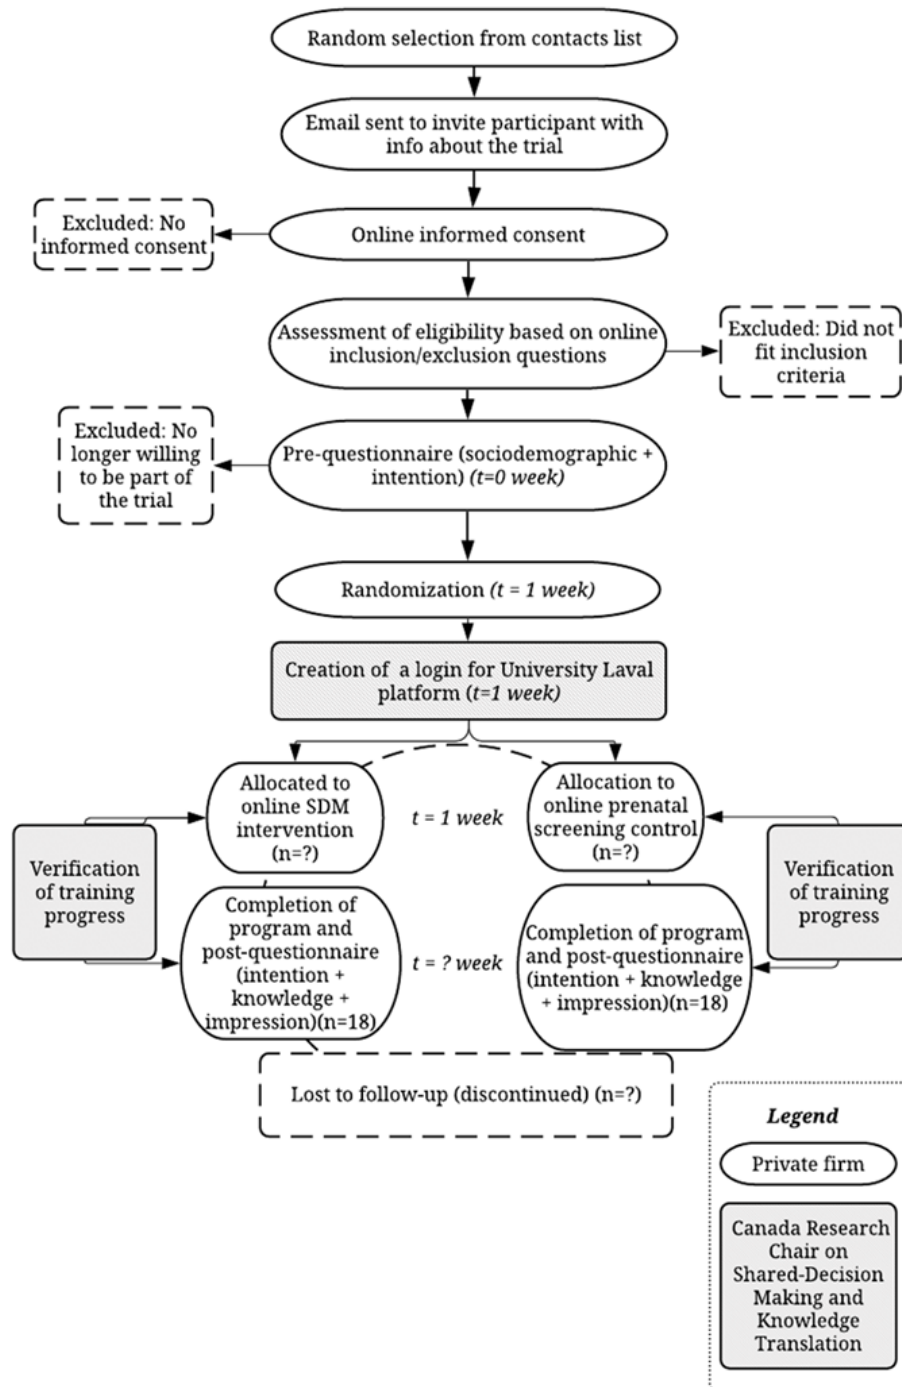 Random selection from contacts list
Email sent to invite participant with
info about the trial
Excluded: No
informed consent
Online informed consent
Assessment of eligibility based on online
inclusion/exclusion questions
Excluded: Did not
fit inclusion
criteria
Excluded: No
longer willing
to be part of
the trial
Pre-questionnaire (sociodemographic +
intention) (t=0 week)
Randomization (t = 1 week)
Creation of a login for University Laval
platform (t=1 week)
Allocated to
online SDM
intervention
(n=?)
t = 1 week
Allocation to
online prenatal
screening control
(n=?)
Verification
of training
progress
Verification
of training
progress
Completion of
program and
post-questionnaire
(intention +
knowledge +
impression)(n=18)
t = ? week
Completion of program
and post-questionnaire
(intention + knowledge
+ impression)(n=18)
Lost to follow-up (discontinued) (n=?)
Legend
Private firm
Canada Research
Chair on
Shared-Decision
Making and
Knowledge
Translation